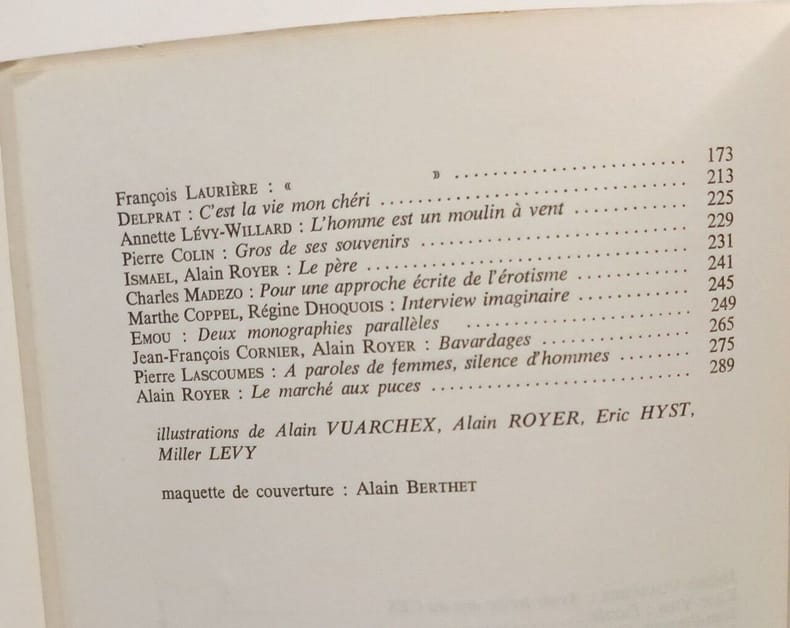 François LAURIÈRE : « » ........................ 173
DELPRAT : C'est la vie mon chéri ................................ 213
Annette LÉVY-WILLARD : L'homme est un moulin à vent ............ 225
Pierre COLIN : Gros de ses souvenirs ............................ 229
ISMAEL, Alain ROYER : Le père .................................. 231
Charles MADEZO : Pour une approche écrite de l'érotisme ............ 241
Marthe COPPEL, Régine DHOQUOIS : Interview imaginaire ............ 245
EMOU : Deux monographies parallèles ........................ 249
Jean-François CORNIER, Alain ROYER : Bavardages ................ 265
Pierre LASCOUMES : A paroles de femmes, silence d'hommes ........ 275
Alain ROYER : Le marché aux puces ............................ 289
illustrations de Alain VUARCHEX, Alain ROYER, Eric HYST,
Miller LEVY
maquette de couverture : Alain BERTHET